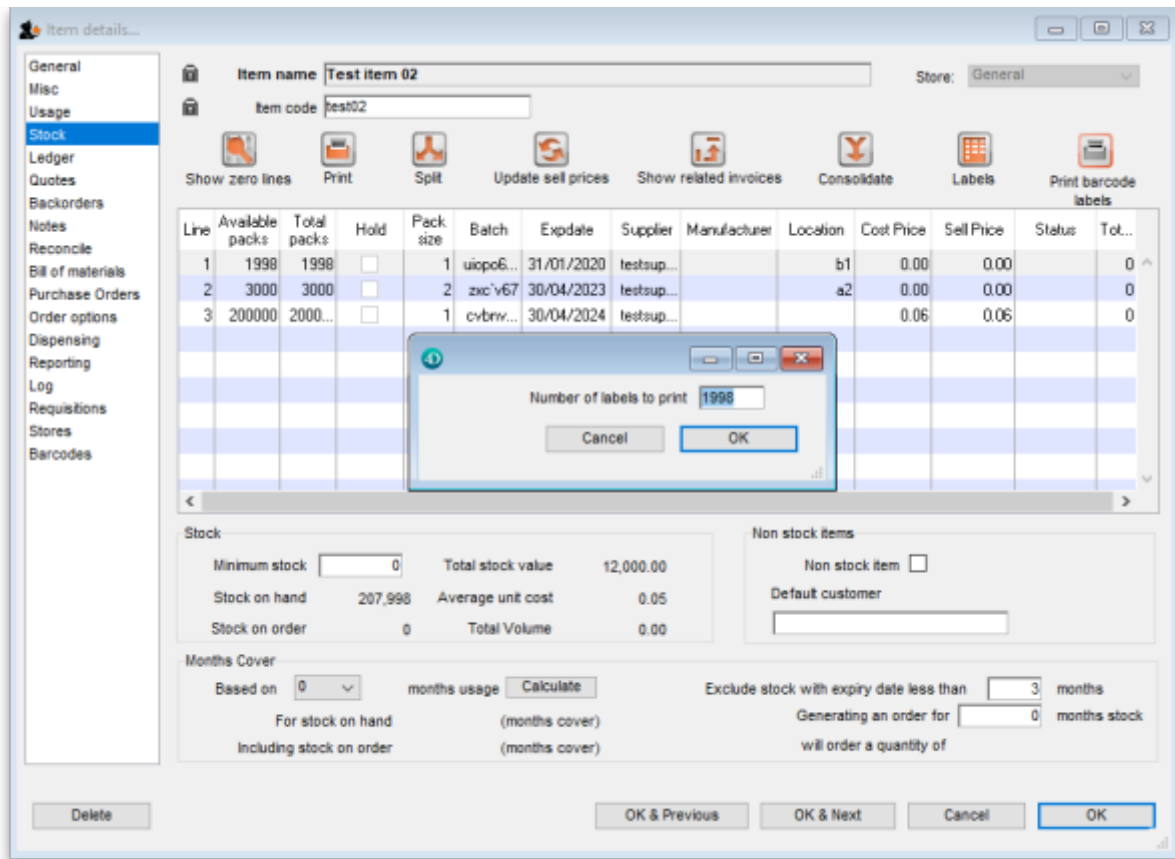 Item details...
General
Misc
Usage
Stock
Ledger
Quotes
Backorders
Notes
Reconcile
Bill of materials
Purchase Orders
Order options
Dispensing
Reporting
Log
Requisitions
Stores
Barcodes
Item name Test item 02 Store: General
Item code test02
Show zero lines Print Split Update sell prices Show related invoices Consolidate Labels Print barcode labels
Line Available packs Total packs Hold Pack size Batch Expdate Supplier Manufacturer Location Cost Price Sell Price Status Tot...
1 1998 1998 1 uiopo6... 31/01/2020 testsup... b1 0.00 0.00 0
2 3000 3000 2 zxc`v67 30/04/2023 testsup... a2 0.00 0.00 0
3 200000 2000... 1 cvbnv... 30/04/2024 testsup... 0.06 0.06 0
4D
Number of labels to print 1998
Cancel OK
Stock
Minimum stock 0 Total stock value 12,000.00
Stock on hand 207,998 Average unit cost 0.05
Stock on order 0 Total Volume 0.00
Non stock items
Non stock item
Default customer
Months Cover
Based on 0 months usage Calculate Exclude stock with expiry date less than 3 months
For stock on hand (months cover) Generating an order for 0 months stock
Including stock on order (months cover) will order a quantity of
Delete OK & Previous OK & Next Cancel OK